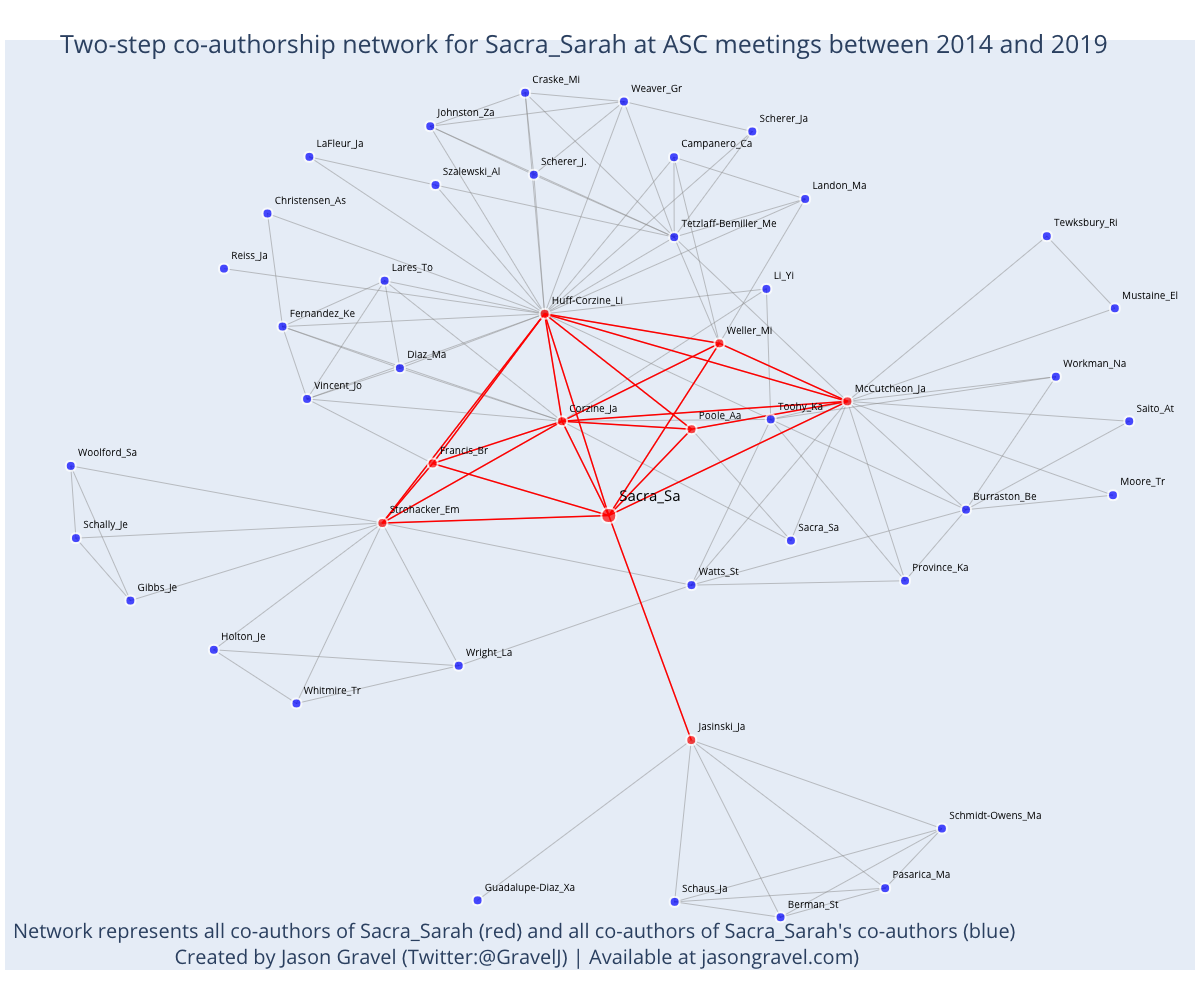 Two-step co-authorship network for Sacra_Sarah at ASC meetings between 2014 and 2019
Craske_Mi
Weaver_Gr
Johnston_Za
Scherer_Ja
LaFleur_Ja
Campanero_Ca
Scherer_J.
Szalewski_Al
Landon_Ma
Christensen_As
Tetzlaff-Bemiller_Me
Tewksbury_Ri
Reiss_Ja
Lares_To
Li_Yi
Mustaine_El
Huff-Corzine_Li
Fernandez_Ke
Weller_Mi
Diaz_Ma
Workman_Na
Vincent_Jo
McCutcheon_Ja
Corzine_Ja
Poole_Aa
Toohy_Ka
Saito_At
Francis_Br
Woolford_Sa
Moore_Tr
Sacra_Sa
Burraston_Be
Strohacker_Em
Schally_Je
Sacra_Sa
Watts_St
Province_Ka
Gibbs_Je
Holton_Je
Wright_La
Whitmire_Tr
Jasinski_Ja
Schmidt-Owens_Ma
Pasarica_Ma
Guadalupe-Diaz_Xa
Schaus_Ja
Berman_St
Network represents all co-authors of Sacra_Sarah (red) and all co-authors of Sacra_Sarah's co-authors (blue)
Created by Jason Gravel (Twitter:@GravelJ) | Available at jasongravel.com)